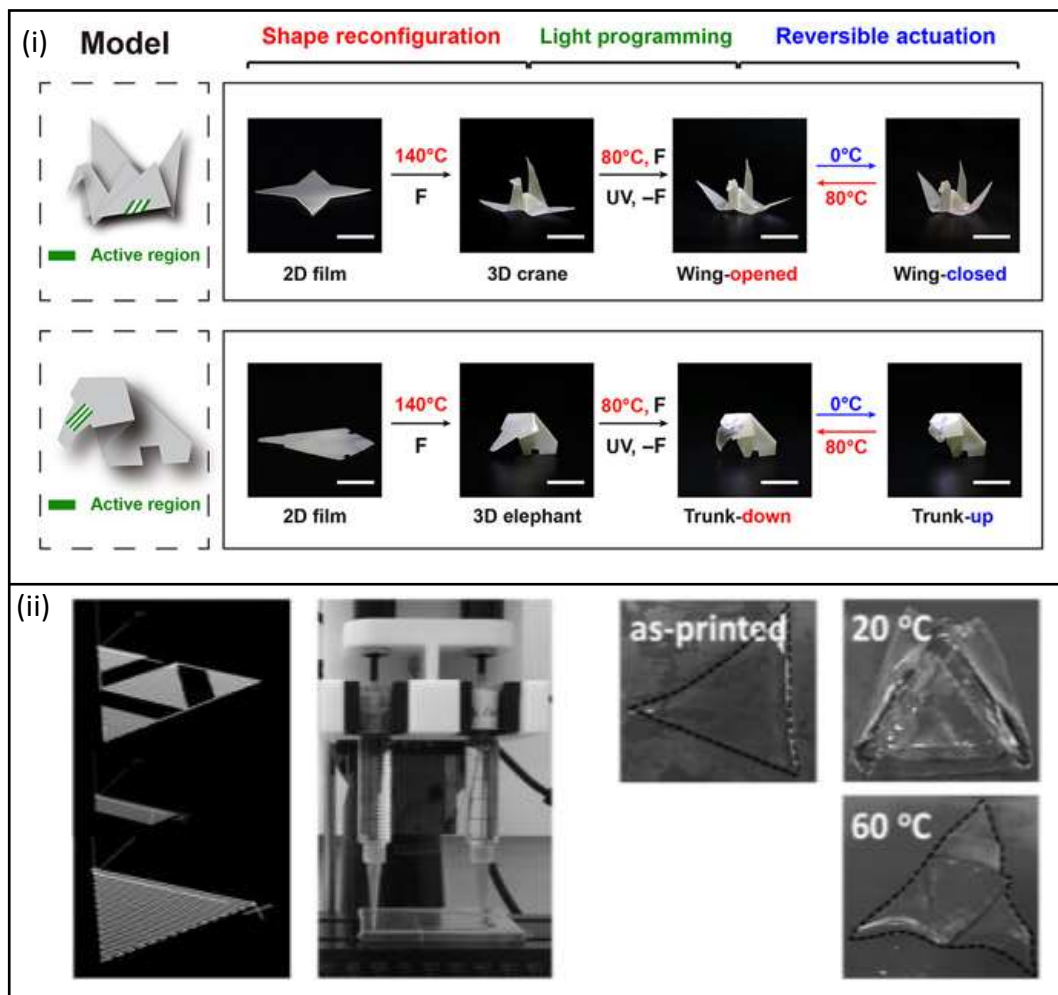 (i)
Model
Shape reconfiguration
Light programming
Reversible actuation
Active region
140°C
F
80°C, F
UV, –F
0°C
80°C
2D film
3D crane
Wing-opened
Wing-closed
Active region
140°C
F
80°C, F
UV, –F
0°C
80°C
2D film
3D elephant
Trunk-down
Trunk-up
(ii)
as-printed
20 °C
60 °C